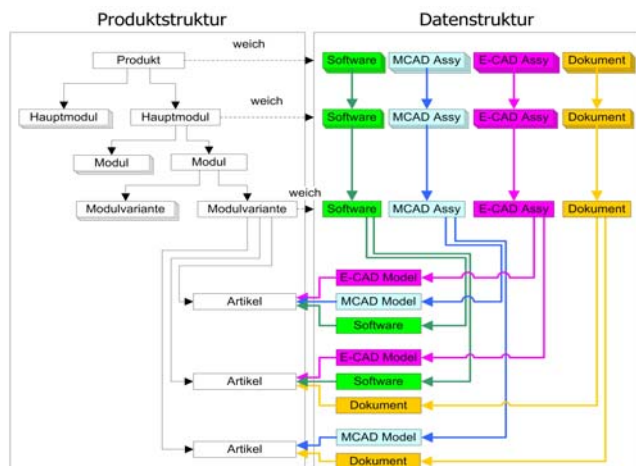 Produktstruktur
Datenstruktur
Produkt
weich
Software
MCAD Assy
E-CAD Assy
Dokument
Hauptmodul
Hauptmodul
weich
Software
MCAD Assy
E-CAD Assy
Dokument
Modul
Modul
Modulvariante
Modulvariante
weich
Software
MCAD Assy
E-CAD Assy
Dokument
E-CAD Model
Artikel
MCAD Model
Software
E-CAD Model
Artikel
Software
Dokument
MCAD Model
Artikel
Dokument